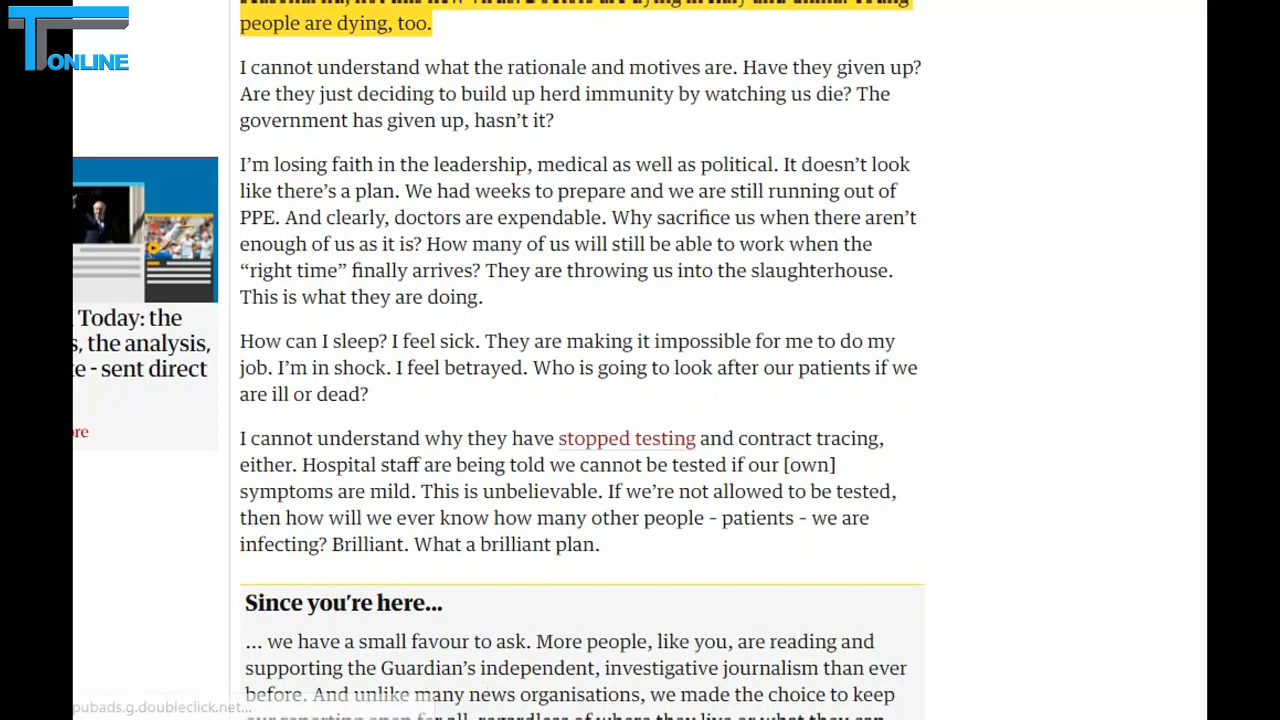 TT ONLINE
people are dying, too.
I cannot understand what the rationale and motives are. Have they given up?
Are they just deciding to build up herd immunity by watching us die? The
government has given up, hasn’t it?
I’m losing faith in the leadership, medical as well as political. It doesn’t look
like there’s a plan. We had weeks to prepare and we are still running out of
PPE. And clearly, doctors are expendable. Why sacrifice us when there aren’t
enough of us as it is? How many of us will still be able to work when the
“right time” finally arrives? They are throwing us into the slaughterhouse.
This is what they are doing.
Today: the
s, the analysis,
e - sent direct
re
How can I sleep? I feel sick. They are making it impossible for me to do my
job. I’m in shock. I feel betrayed. Who is going to look after our patients if we
are ill or dead?
I cannot understand why they have stopped testing and contract tracing,
either. Hospital staff are being told we cannot be tested if our [own]
symptoms are mild. This is unbelievable. If we’re not allowed to be tested,
then how will we ever know how many other people – patients – we are
infecting? Brilliant. What a brilliant plan.
Since you’re here...
... we have a small favour to ask. More people, like you, are reading and
supporting the Guardian’s independent, investigative journalism than ever
before. And unlike many news organisations, we made the choice to keep
pubads.g.doubleclick.net...